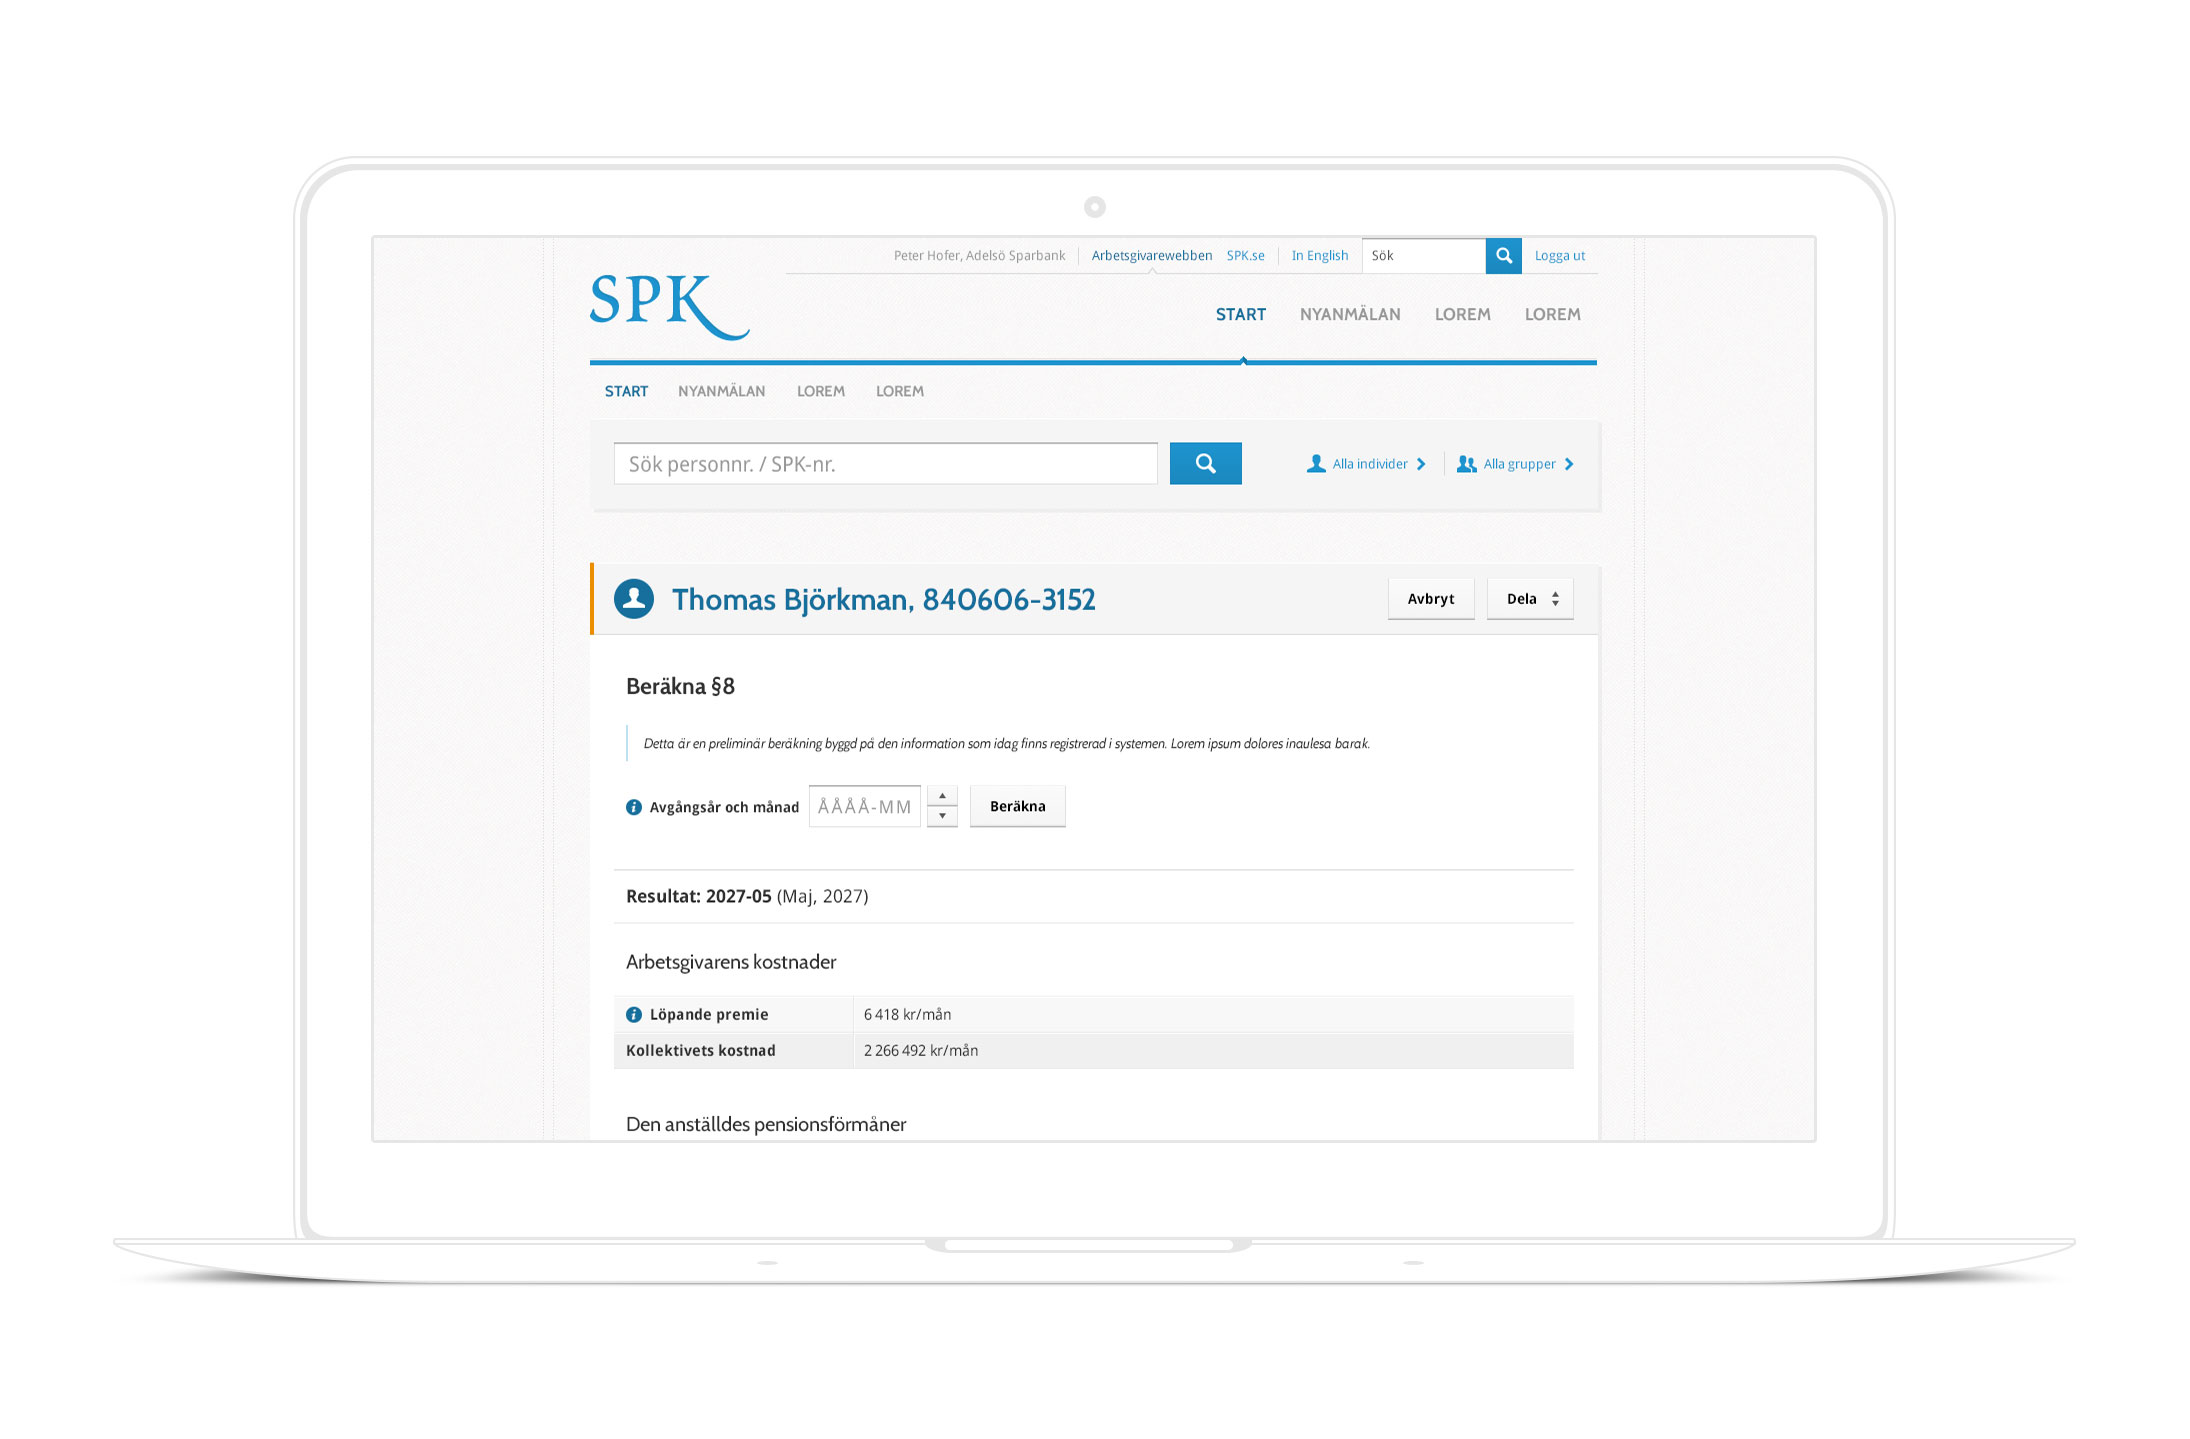 Peter Hofer, Adelsö Sparbank Arbetsgivarewebben SPK.se In English Sök Logga ut
SPK
START NYANMÄLAN LOREM LOREM
START NYANMÄLAN LOREM LOREM
Sök personnr. / SPK-nr. Alla individer Alla grupper
Thomas Björkman, 840606-3152 Avbryt Dela
Beräkna §8
Detta är en preliminär beräkning byggd på den information som idag finns registrerad i systemen. Lorem ipsum dolores inaulesa barak.
Avgångsår och månad ÅÅÅÅ-MM Beräkna
Resultat: 2027-05 (Maj, 2027)
Arbetsgivarens kostnader
Löpande premie 6 418 kr/mån
Kollektivets kostnad 2 266 492 kr/mån
Den anställdes pensionsförmåner